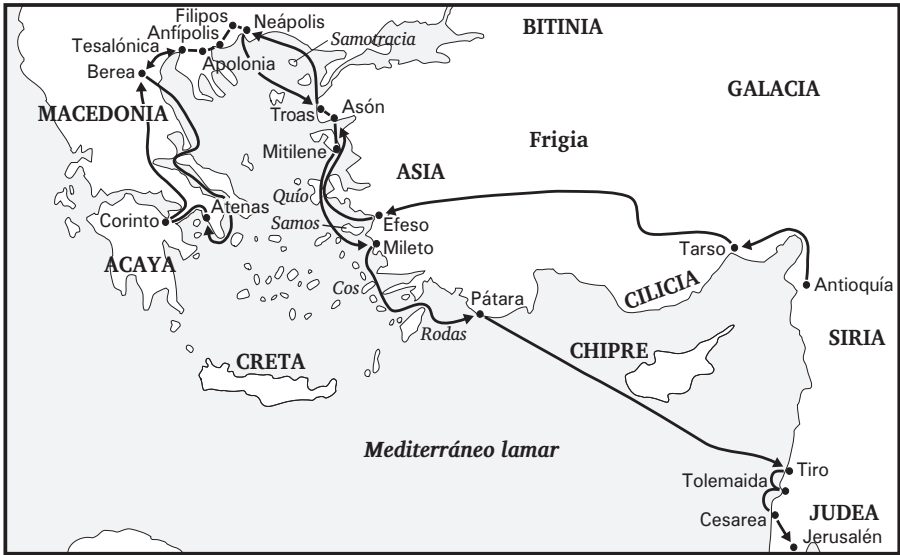 Filipos
Neápolis
BITINIA
Anfípolis
Samotracia
Tesalónica
Apolonia
Berea
GALACIA
MACEDONIA
Troas
Asón
Frigia
Mitilene
ASIA
Quío
Atenas
Corinto
Samos
Efeso
Mileto
Tarso
ACAYA
Cos
CILICIA
Antioquía
Pátara
Rodas
SIRIA
CHIPRE
CRETA
Mediterráneo lamar
Tiro
Tolemaida
JUDEA
Cesarea
Jerusalén